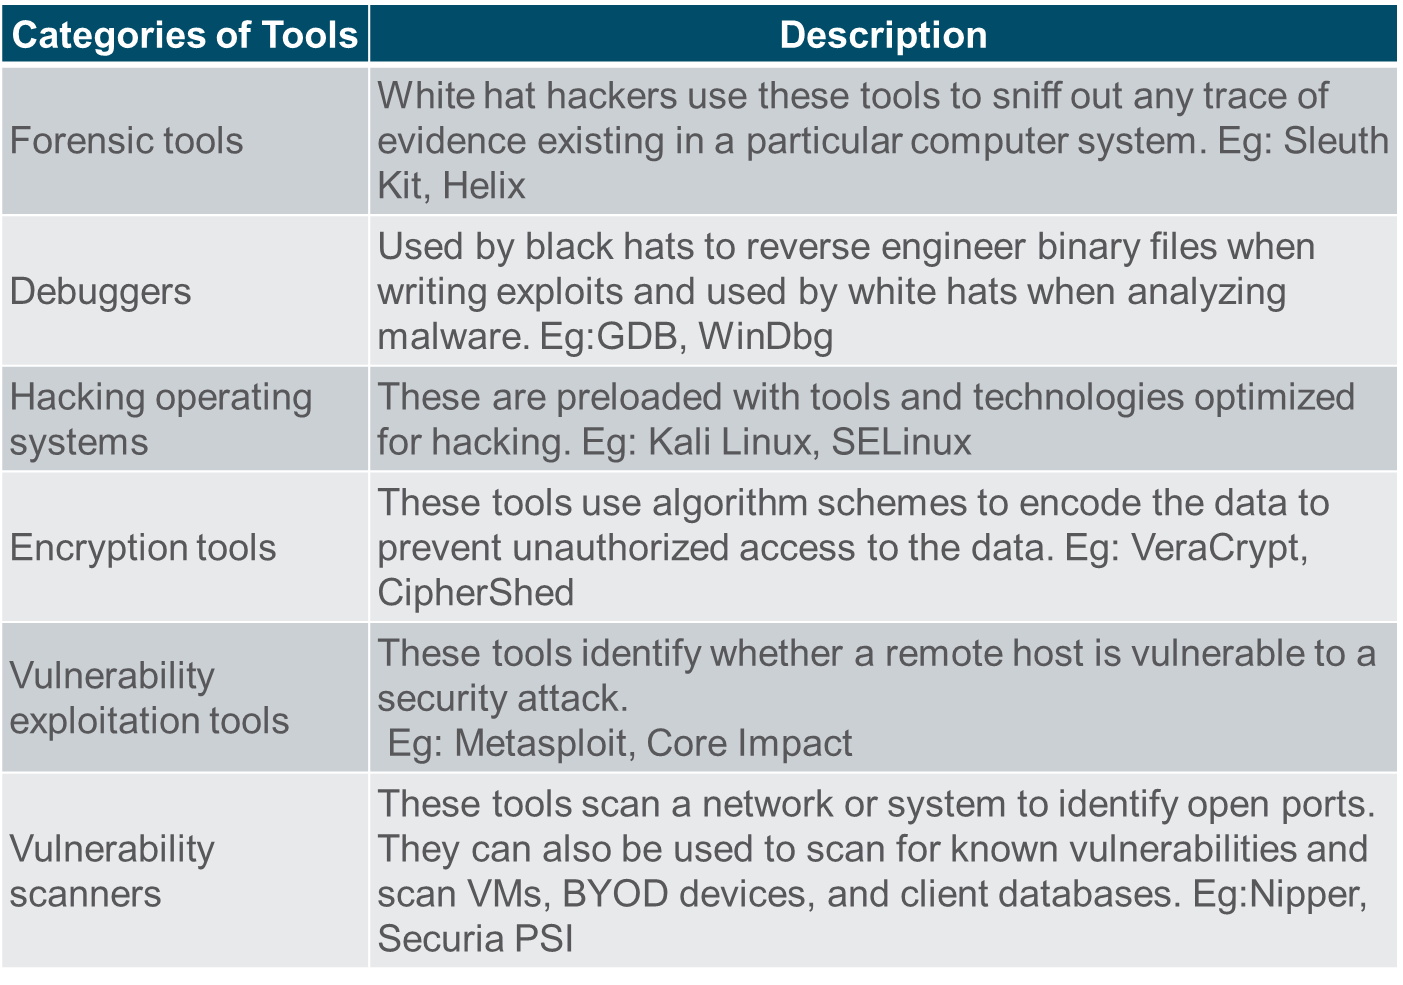 Categories of Tools
Description
Forensic tools
White hat hackers use these tools to sniff out any trace of
evidence existing in a particular computer system. Eg: Sleuth
Kit, Helix
Debuggers
Used by black hats to reverse engineer binary files when
writing exploits and used by white hats when analyzing
malware. Eg:GDB, WinDbg
Hacking operating
systems
These are preloaded with tools and technologies optimized
for hacking. Eg: Kali Linux, SELinux
Encryption tools
These tools use algorithm schemes to encode the data to
prevent unauthorized access to the data. Eg: VeraCrypt,
CipherShed
Vulnerability
exploitation tools
These tools identify whether a remote host is vulnerable to a
security attack.
Eg: Metasploit, Core Impact
Vulnerability
scanners
These tools scan a network or system to identify open ports.
They can also be used to scan for known vulnerabilities and
scan VMs, BYOD devices, and client databases. Eg:Nipper,
Securia PSI